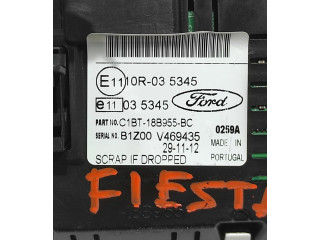 E11 10R-03 5345
e11 03 5345
Ford
PART NO. C1BT-18B955-BC
SERIAL NO. B1Z00 V469435 0259A
29-11-12 MADE IN
SCRAP IF DROPPED PORTUGAL
FIESTA